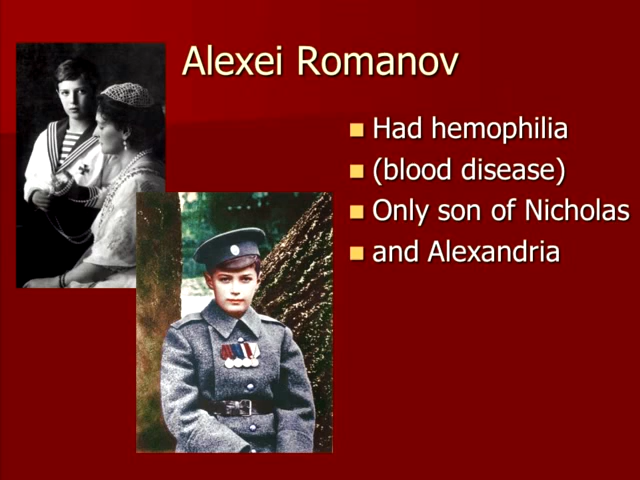 Alexei Romanov
Had hemophilia
(blood disease)
Only son of Nicholas
and Alexandria